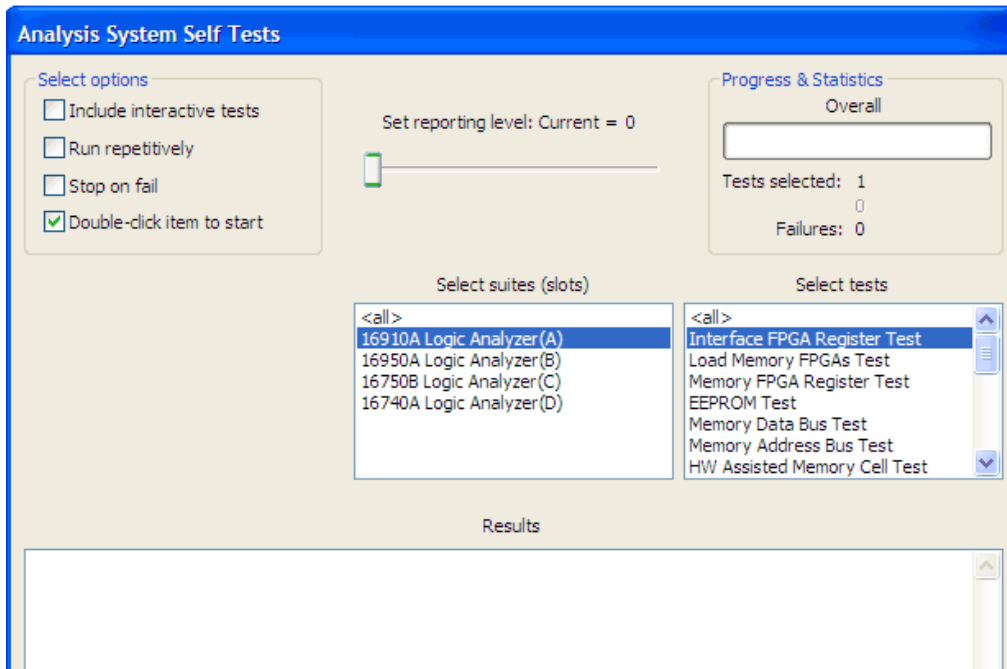 Analysis System Self Tests
Select options
Include interactive tests
Run repetitively
Stop on fail
Double-click item to start
Set reporting level: Current = 0
Progress & Statistics
Overall
Tests selected: 1
0
Failures: 0
Select suites (slots)
<all>
16910A Logic Analyzer(A)
16950A Logic Analyzer(B)
16750B Logic Analyzer(C)
16740A Logic Analyzer(D)
Select tests
<all>
Interface FPGA Register Test
Load Memory FPGAs Test
Memory FPGA Register Test
EEPROM Test
Memory Data Bus Test
Memory Address Bus Test
HW Assisted Memory Cell Test
Results